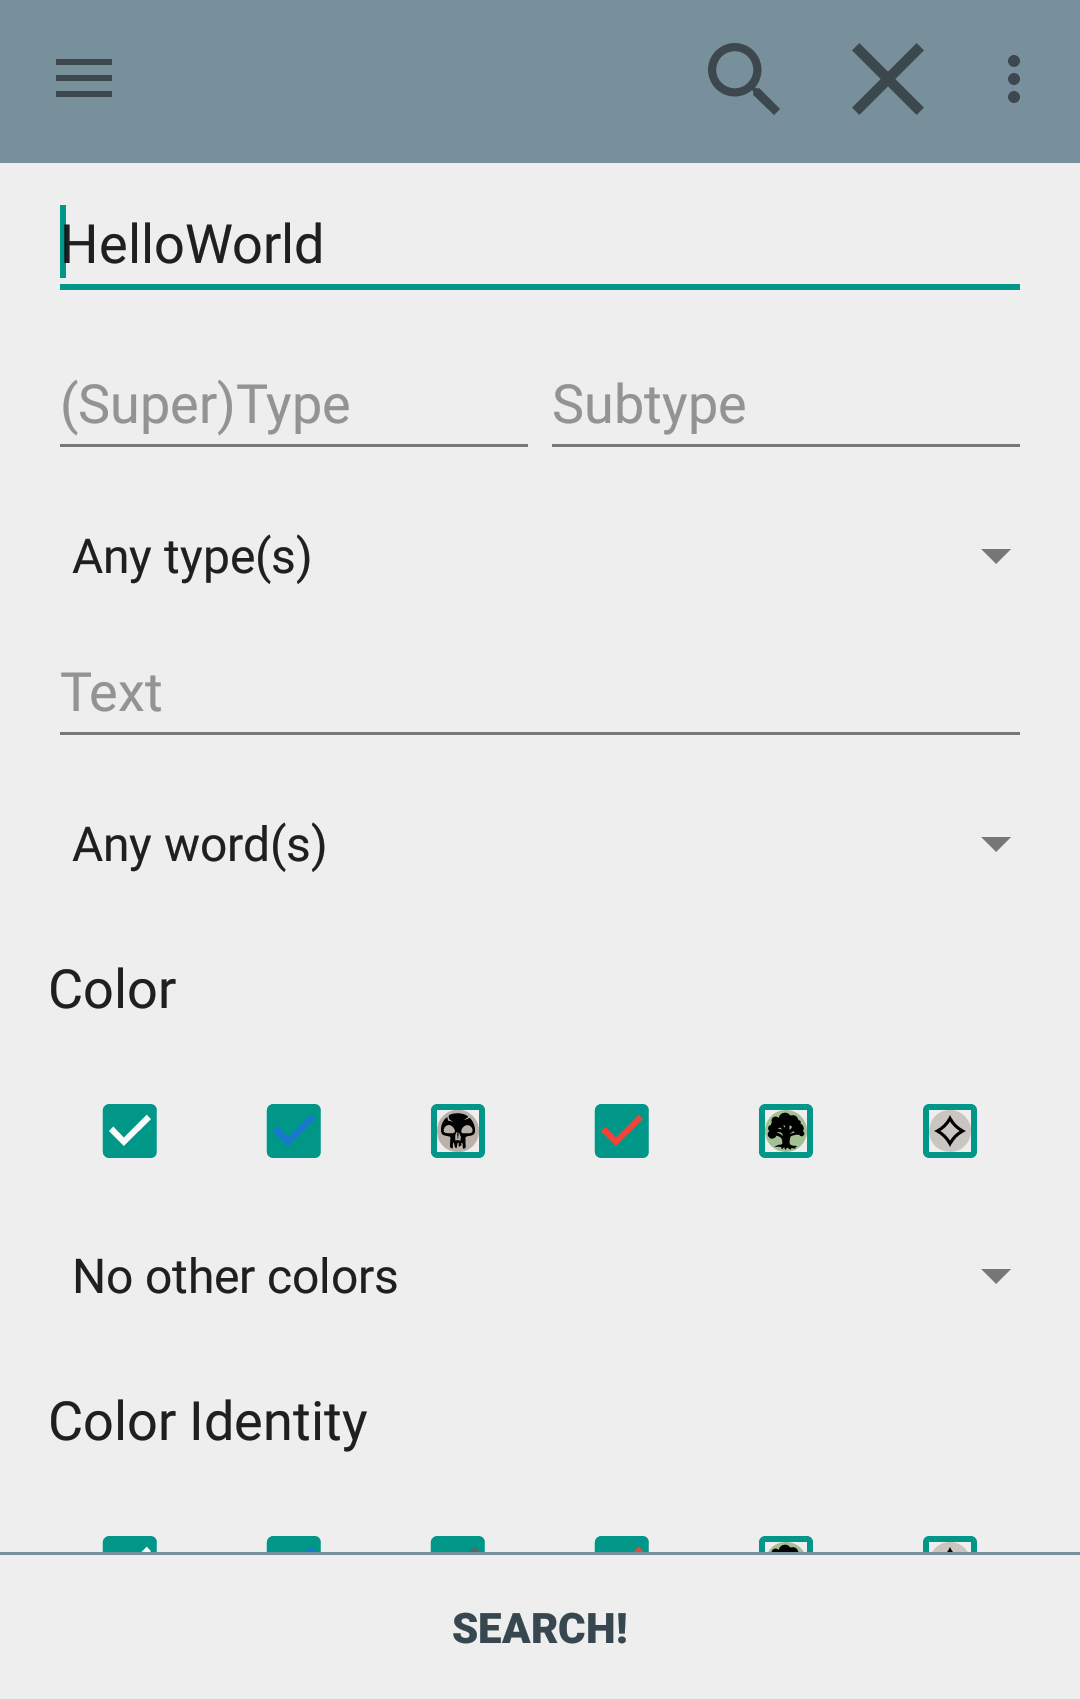 HelloWorld
(Super)Type Subtype
Any type(s)
Text
Any word(s)
Color
No other colors
Color Identity
SEARCH!